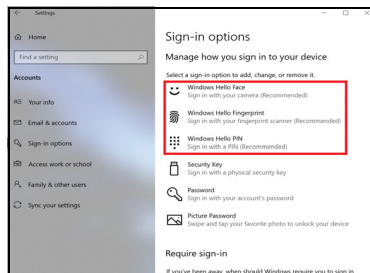 Settings
Home
Find a setting
Accounts
Your info
Email & accounts
Sign-in options
Access work or school
Family & other users
Sync your settings
Sign-in options
Manage how you sign in to your device
Select a sign-in option to add, change, or remove it.
Windows Hello Face
Sign in with your camera (Recommended)
Windows Hello Fingerprint
Sign in with your fingerprint scanner (Recommended)
Windows Hello PIN
Sign in with a PIN (Recommended)
Security Key
Sign in with a physical security key
Password
Sign in with your account's password
Picture Password
Swipe and tap your favorite photo to unlock your device
Require sign-in
If you've been away, when should Windows require you to sign in